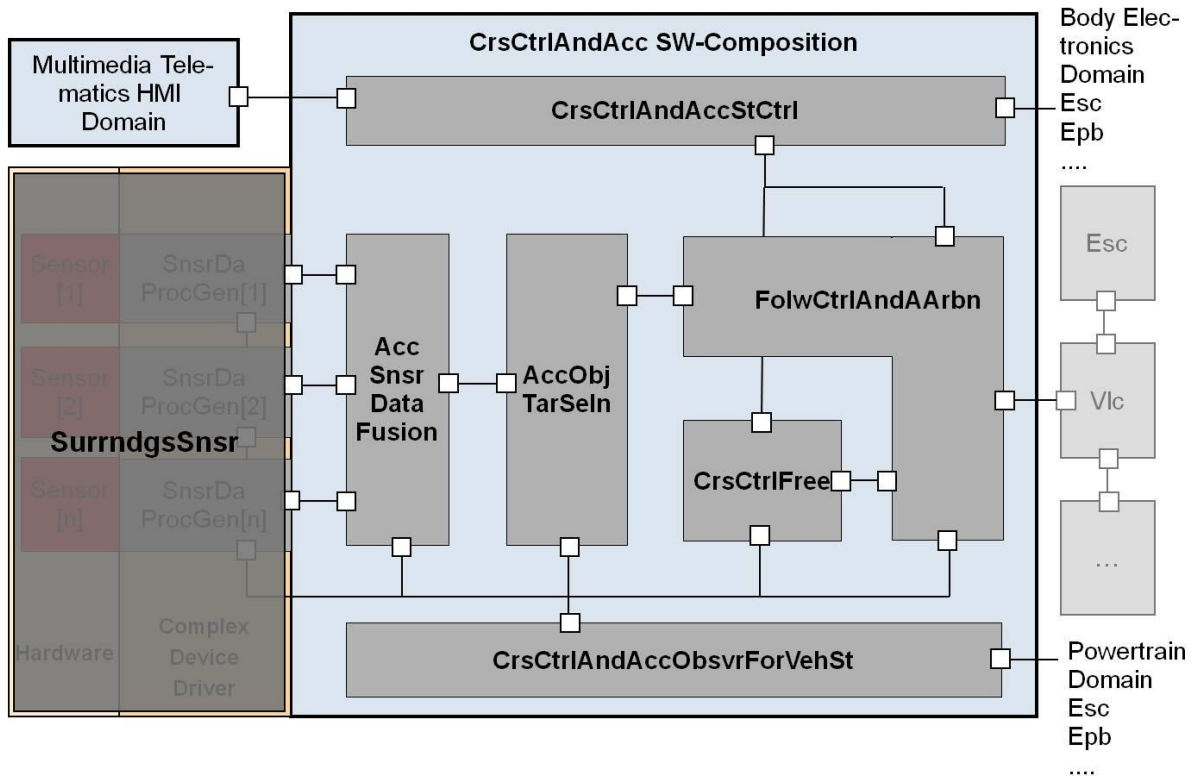 CrsCtrlAndAcc SW-Composition
Body Elec-
tronics
Domain
Esc
Epb
....
Multimedia Tele-
matics HMI
Domain
CrsCtrlAndAccStCtrl
Sensor
[1]
SnsrDa
ProcGen[1]
Sensor
[2]
SnsrDa
ProcGen[2]
SurrndgsSnsr
Sensor
[n]
SnsrDa
ProcGen[n]
Hardware
Complex
Device
Driver
Acc
Snsr
Data
Fusion
AccObj
TarSeln
FolwCtrlAndAArbn
CrsCtrlFree
Esc
Vlc
...
CrsCtrlAndAccObsvrForVehSt
Powertrain
Domain
Esc
Epb
....